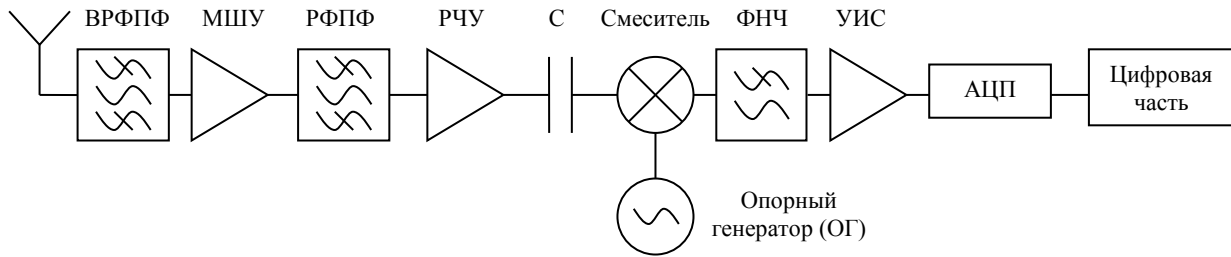 ВРФПФ
МШУ
РФПФ
РЧУ
С
Смеситель
ФНЧ
УИС
АЦП
Цифровая
часть
Опорный
генератор (ОГ)